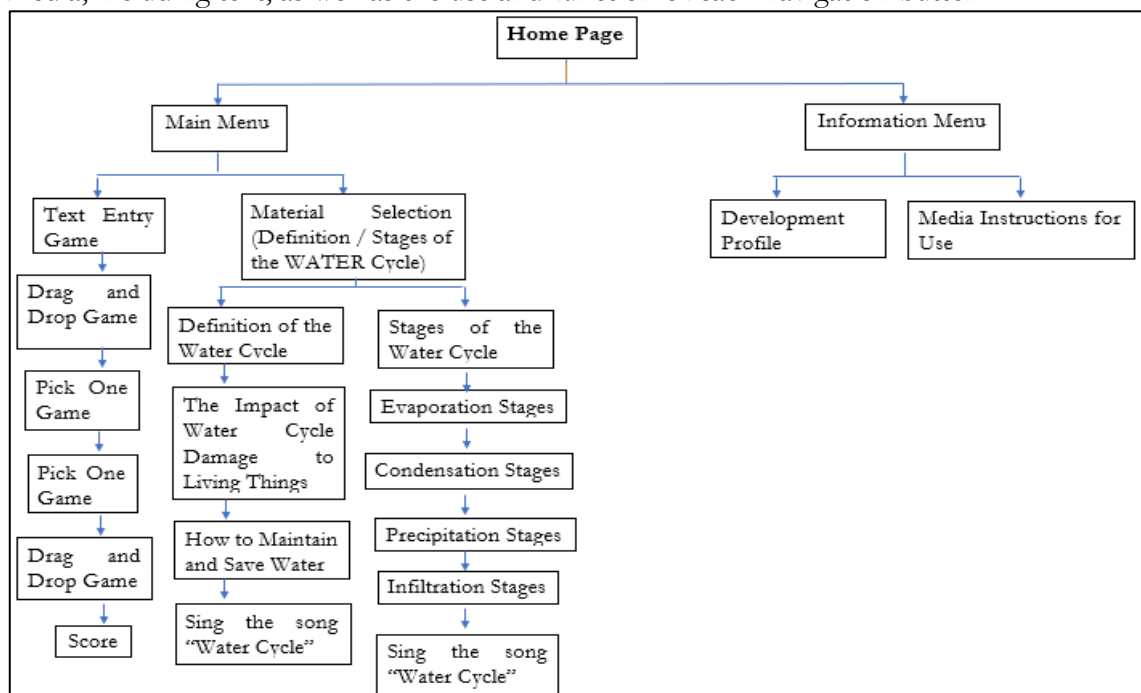 Home Page
Main Menu
Information Menu
Text Entry
Game
Material Selection
(Definition / Stages of
the WATER Cycle)
Development
Profile
Media Instructions for
Use
Drag and
Drop Game
Definition of the
Water Cycle
Stages of the
Water Cycle
Pick One
Game
The Impact of
Water Cycle
Damage to
Living Things
Evaporation Stages
Pick One
Game
Condensation Stages
Drag and
Drop Game
How to Maintain
and Save Water
Precipitation Stages
Infiltration Stages
Score
Sing the song
“Water Cycle”
Sing the song
“Water Cycle”